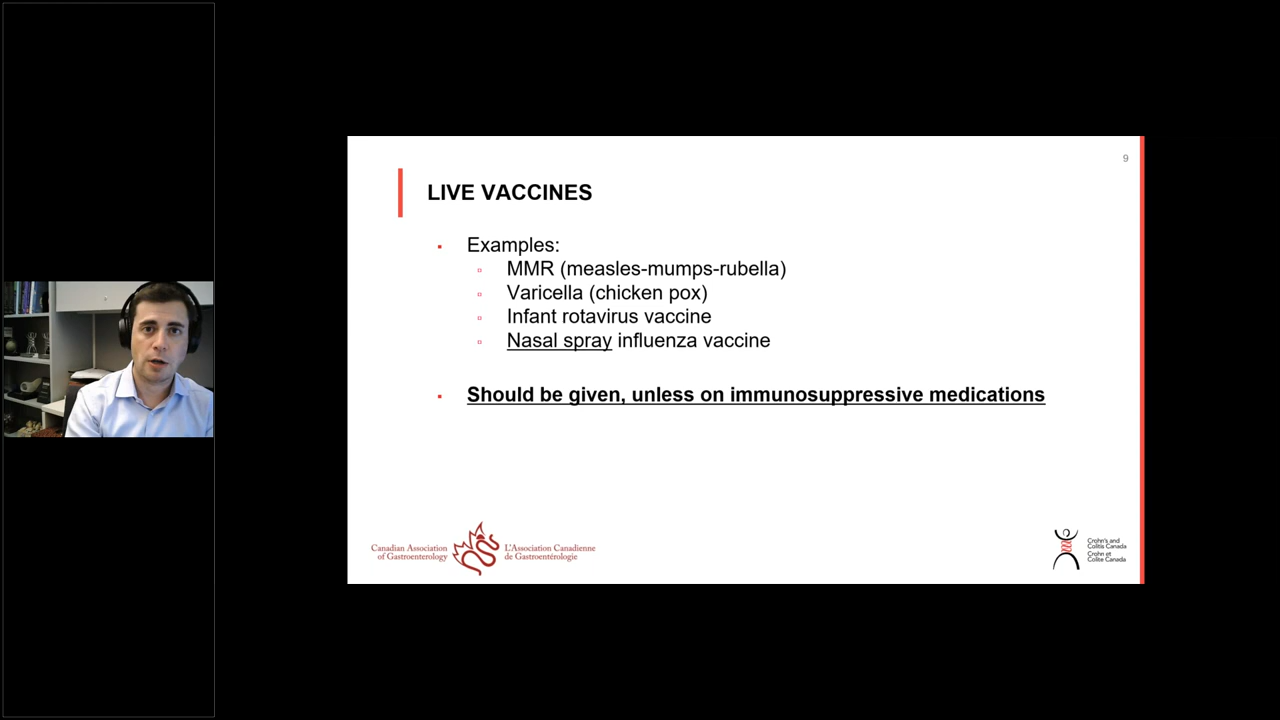 9
LIVE VACCINES
▪ Examples:
▫ MMR (measles-mumps-rubella)
▫ Varicella (chicken pox)
▫ Infant rotavirus vaccine
▫ Nasal spray influenza vaccine
▪ Should be given, unless on immunosuppressive medications
Canadian Association
of Gastroenterology
L'Association Canadienne
de Gastroentérologie
Crohn's and
Colitis Canada
Crohn et
Colite Canada